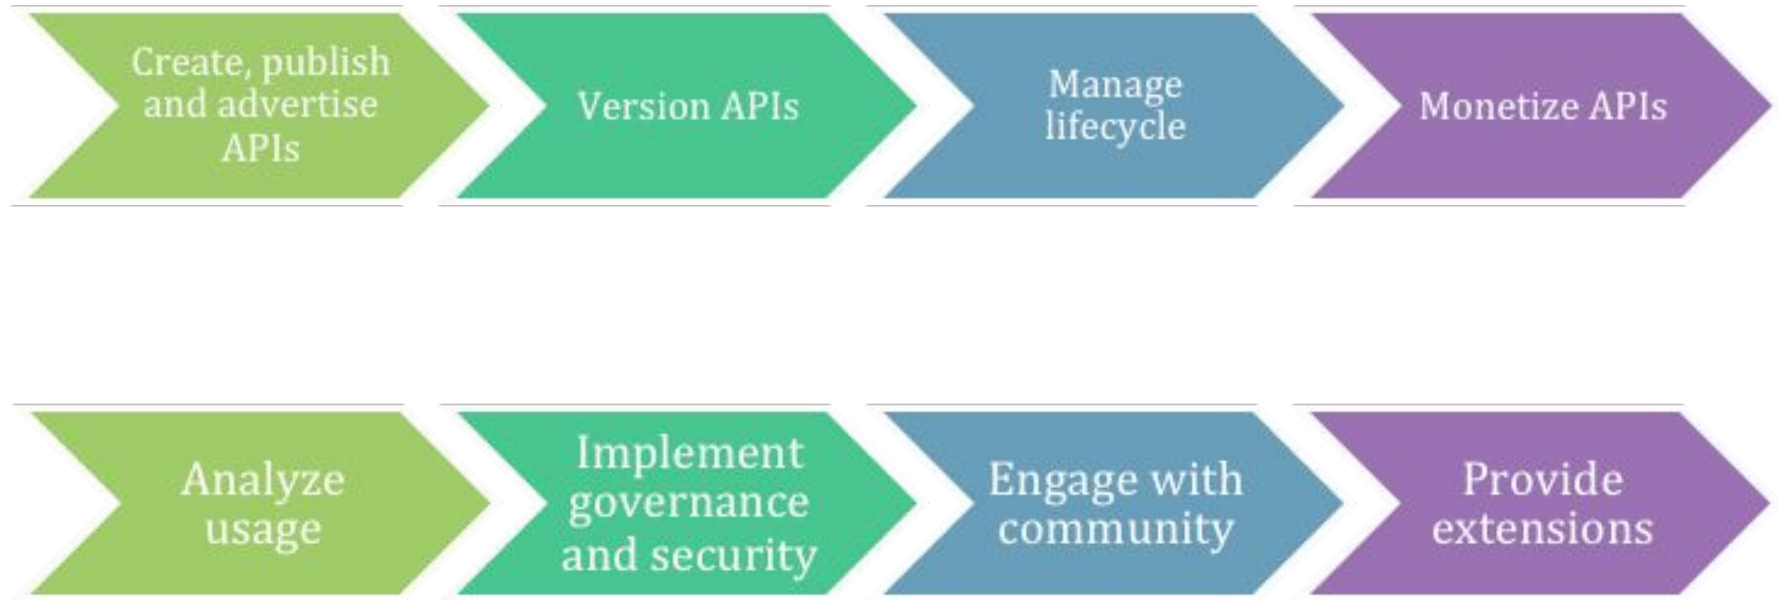 Create, publish
and advertise
APIs
Version APIs
Manage
lifecycle
Monetize APIs
Analyze
usage
Implement
governance
and security
Engage with
community
Provide
extensions